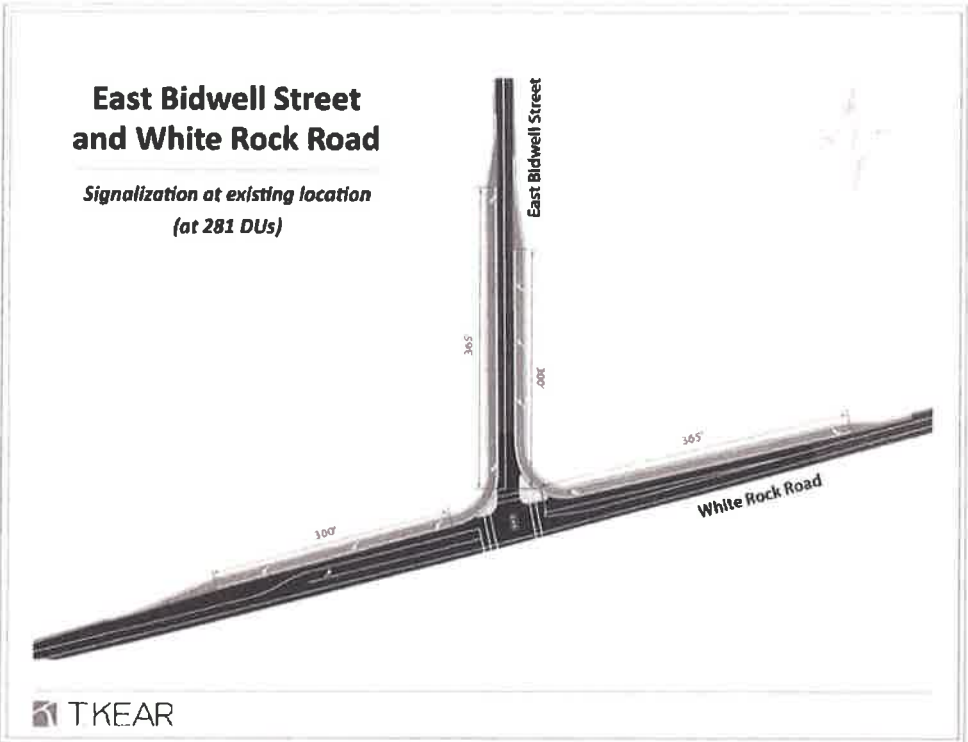 East Bidwell Street
and White Rock Road
Signalization at existing location
(at 281 DUs)
East Bidwell Street
365'
300'
365'
White Rock Road
300'
TKEAR